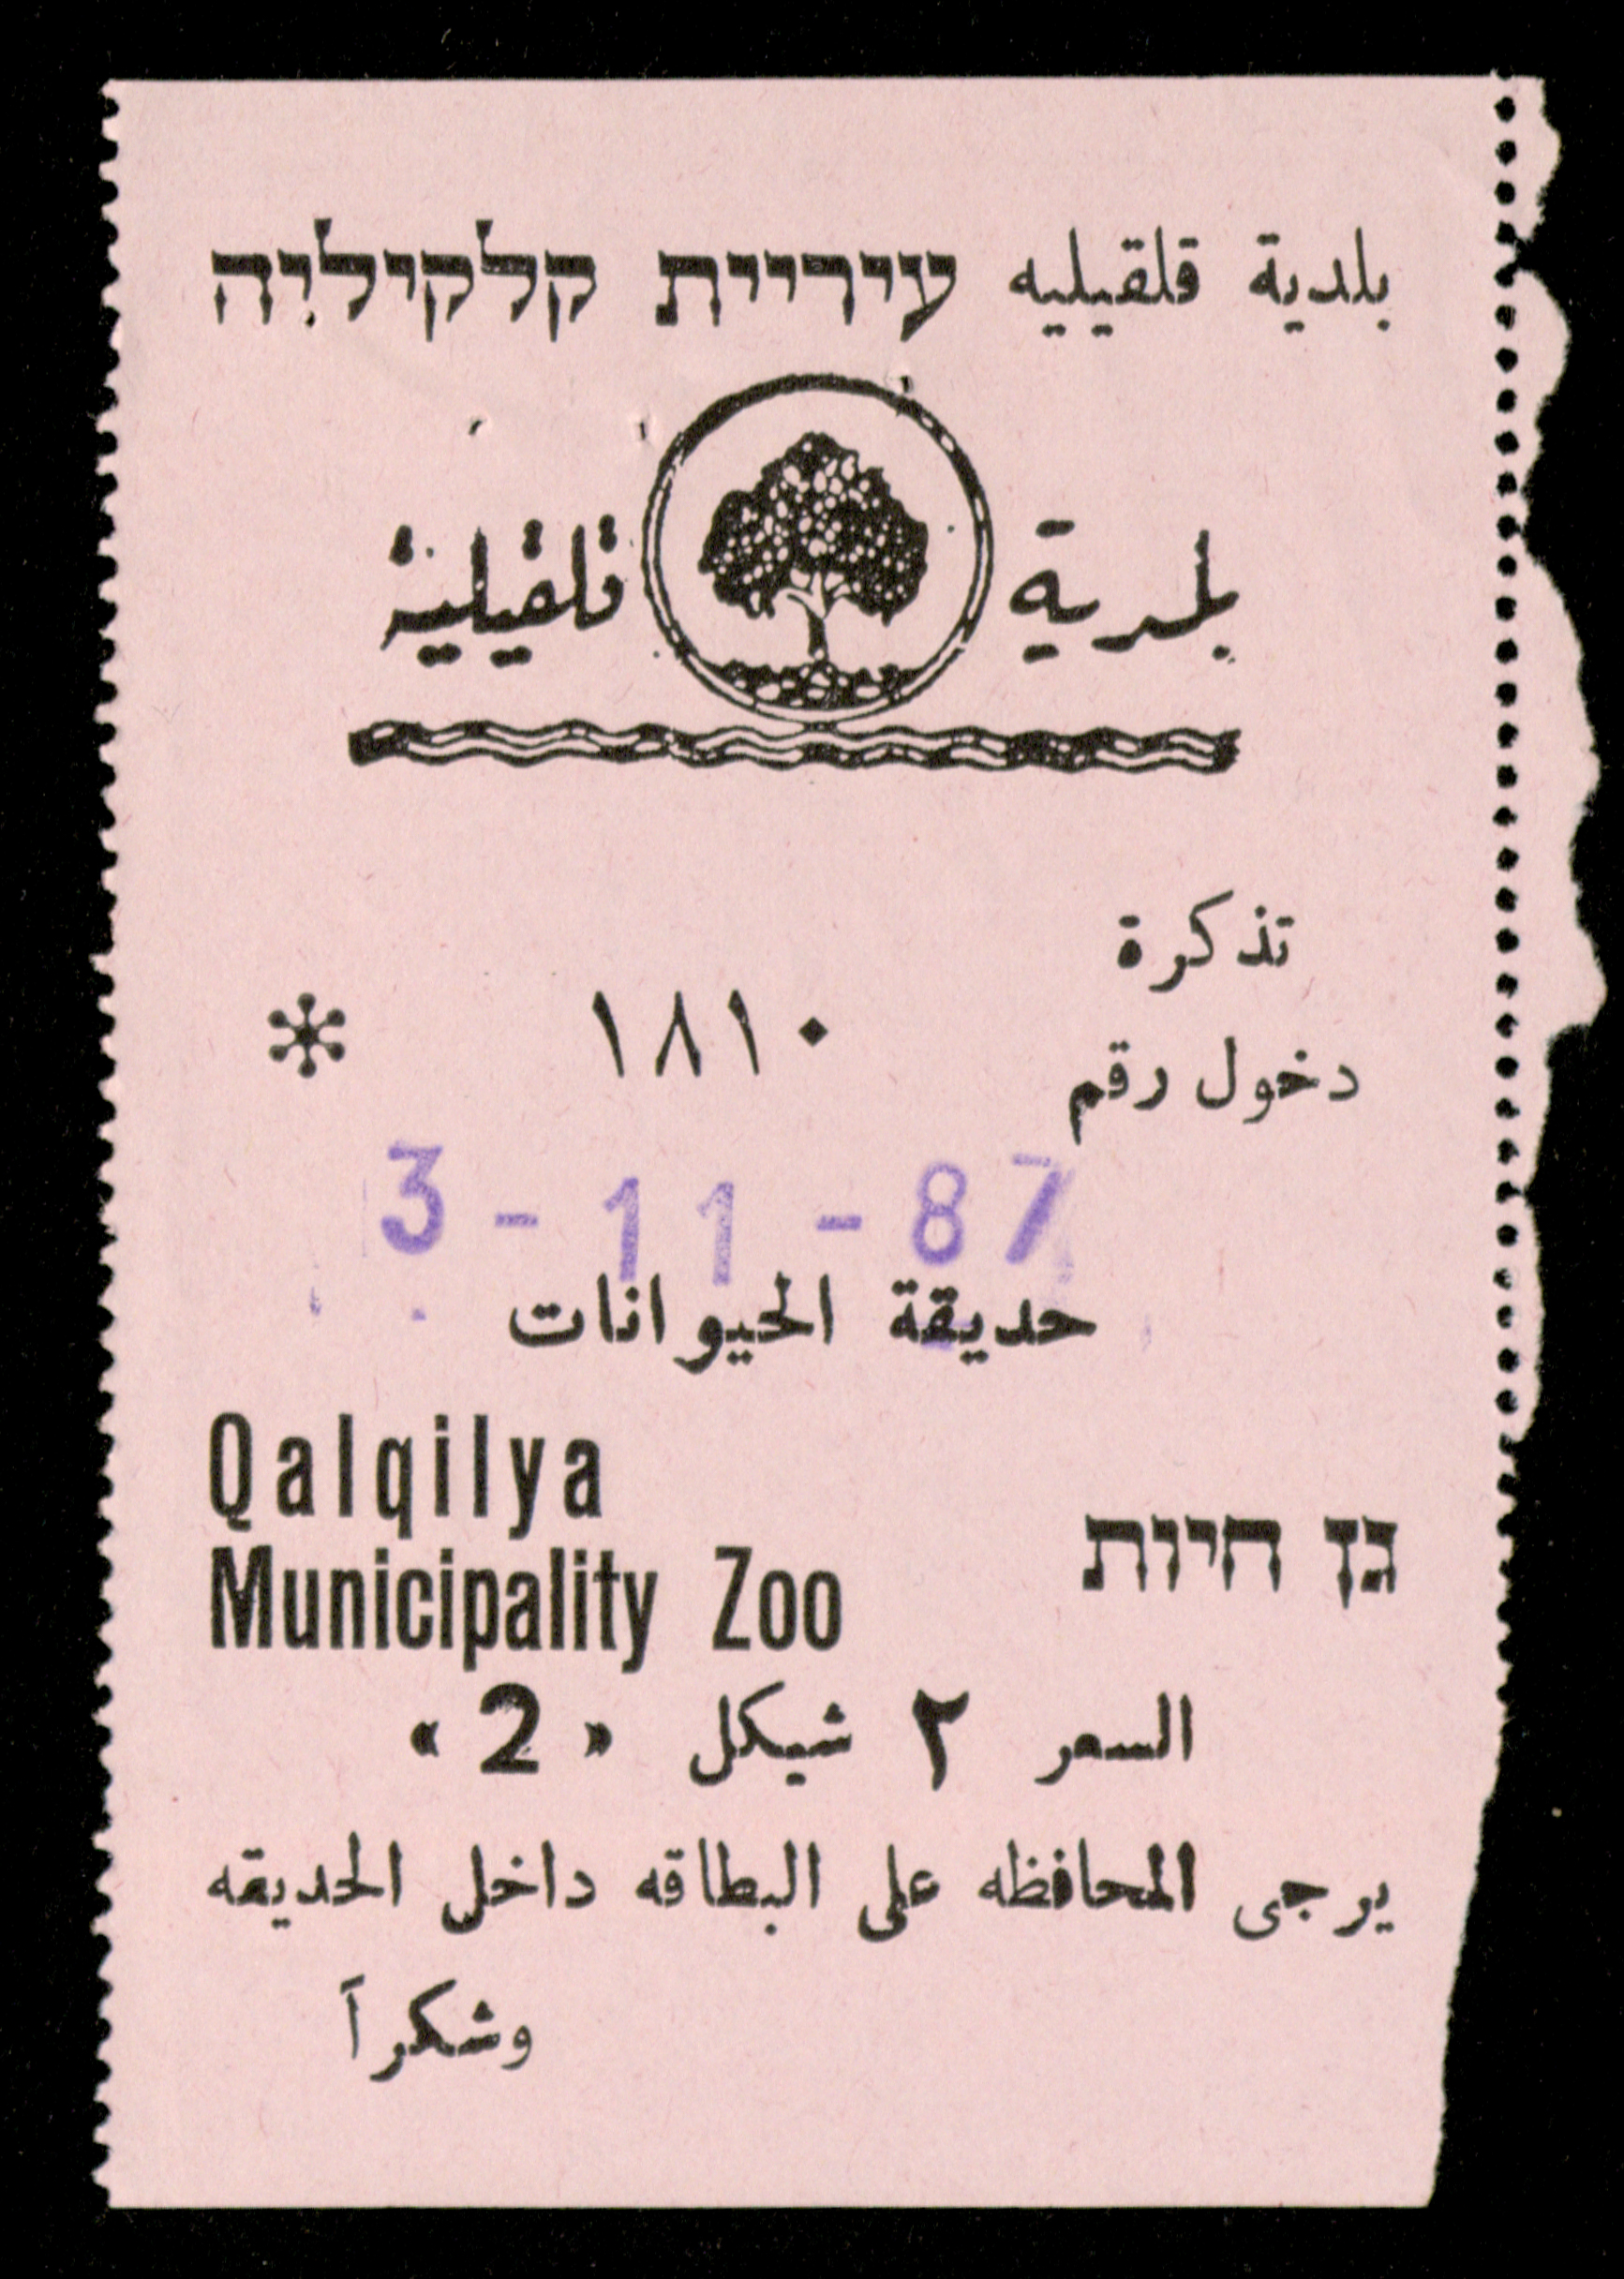 بلدية قلقيليه עיריית קלקיליה
بلدية قلقيلية
تذكرة
دخول رقم ١٨١٠ *
3-11-87
حديقة الحيوانات
Qalqilya
Municipality Zoo
גן חיות
السعر ٢ شيكل « 2 »
يرجى المحافظه على البطاقه داخل الحديقه
وشكراً